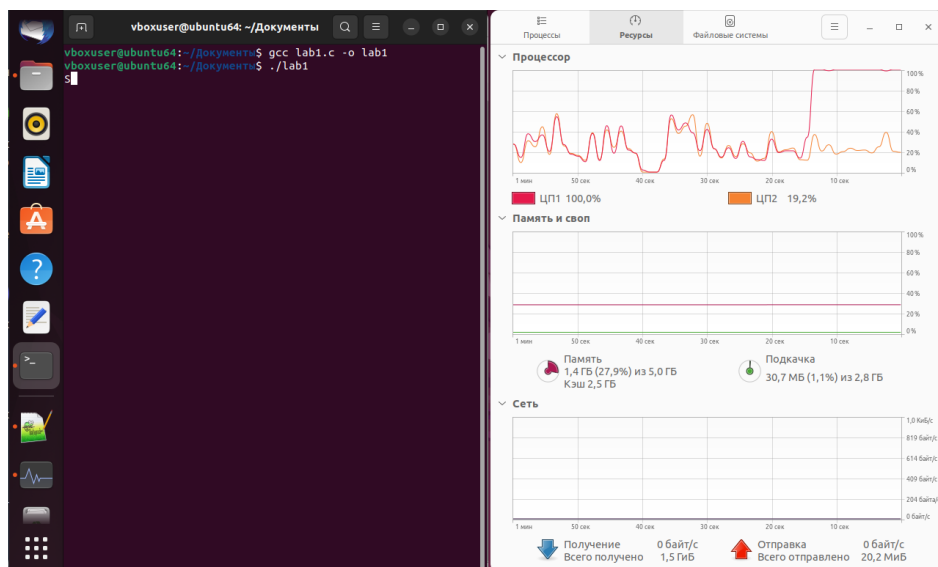 vboxuser@ubuntu64: ~/Документы
vboxuser@ubuntu64:~/Документы$ gcc lab1.c -o lab1
vboxuser@ubuntu64:~/Документы$ ./lab1
S
Процессы
Ресурсы
Файловые системы
Процессор
100 %
80 %
60 %
40 %
20 %
0 %
1 мин 50 сек 40 сек 30 сек 20 сек 10 сек
ЦП1 100,0%
ЦП2 19,2%
Память и своп
100 %
80 %
60 %
40 %
20 %
0 %
1 мин 50 сек 40 сек 30 сек 20 сек 10 сек
Память
1,4 ГБ (27,9%) из 5,0 ГБ
Кэш 2,5 ГБ
Подкачка
30,7 МБ (1,1%) из 2,8 ГБ
Сеть
1,0 КиБ/с
819 байт/с
614 байт/с
409 байт/с
204 байта/
0 байт/с
1 мин 50 сек 40 сек 30 сек 20 сек 10 сек
Получение 0 байт/с
Всего получено 1,5 ГиБ
Отправка 0 байт/с
Всего отправлено 20,2 МиБ